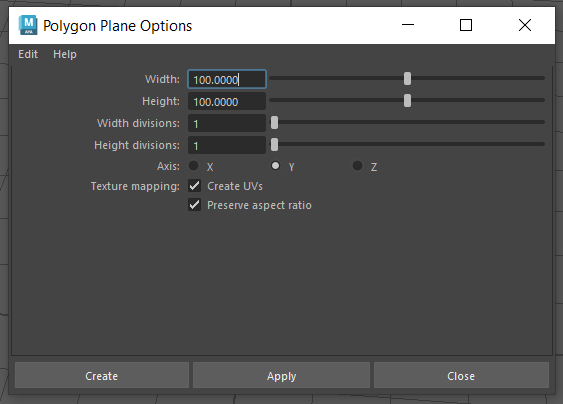 M
AYA
Polygon Plane Options
Edit Help
Width: 100.0000
Height: 100.0000
Width divisions: 1
Height divisions: 1
Axis: X Y Z
Texture mapping: Create UVs
Preserve aspect ratio
Create Apply Close